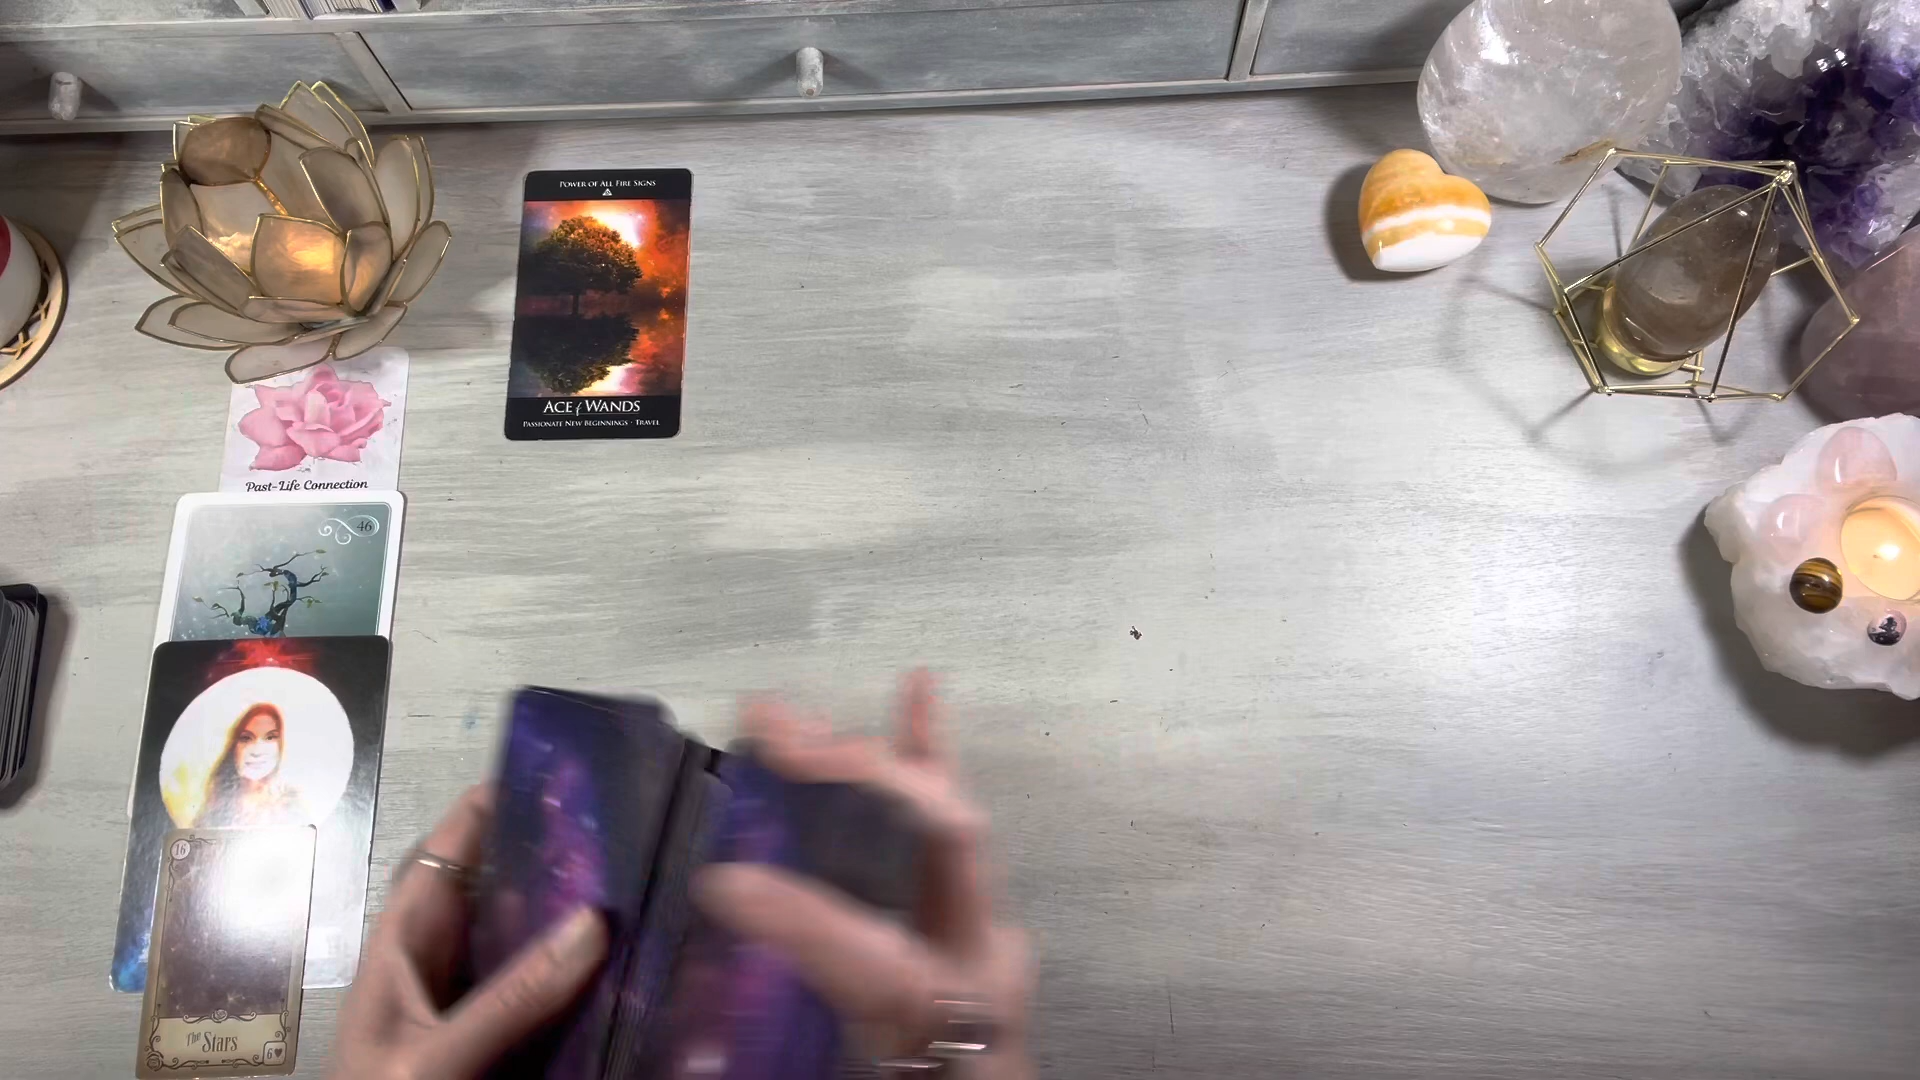 POWER OF ALL FIRE SIGNS
ACE of WANDS
PASSIONATE NEW BEGINNINGS · TRAVEL
Past-Life Connection
46
16
The Stars
6♥